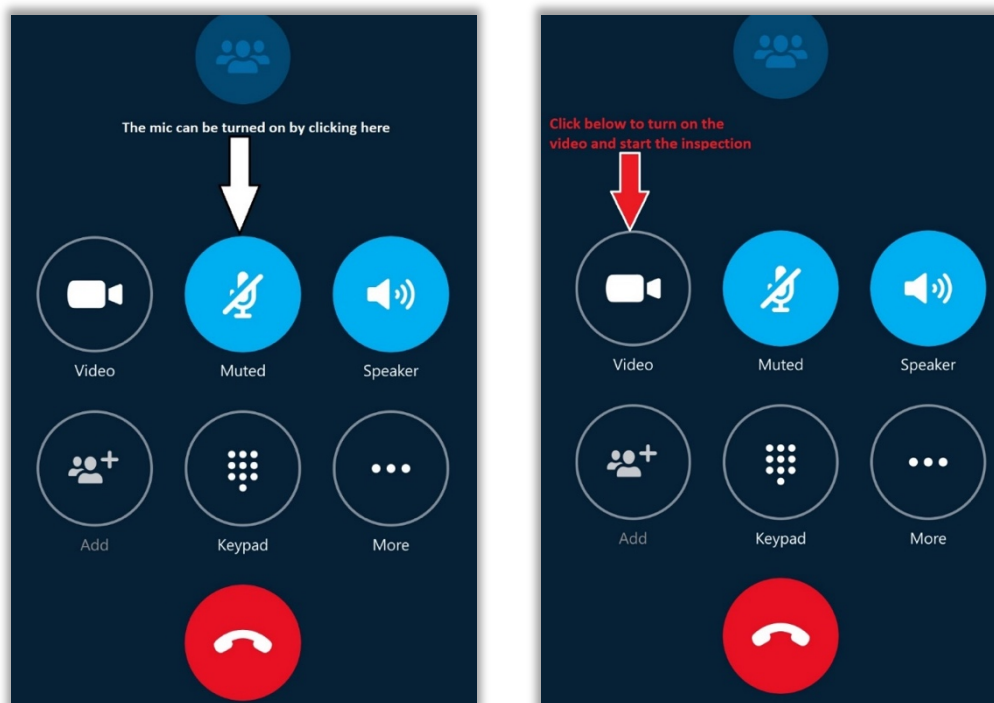 The mic can be turned on by clicking here
Video
Muted
Speaker
Add
Keypad
More
Click below to turn on the
video and start the inspection
Video
Muted
Speaker
Add
Keypad
More